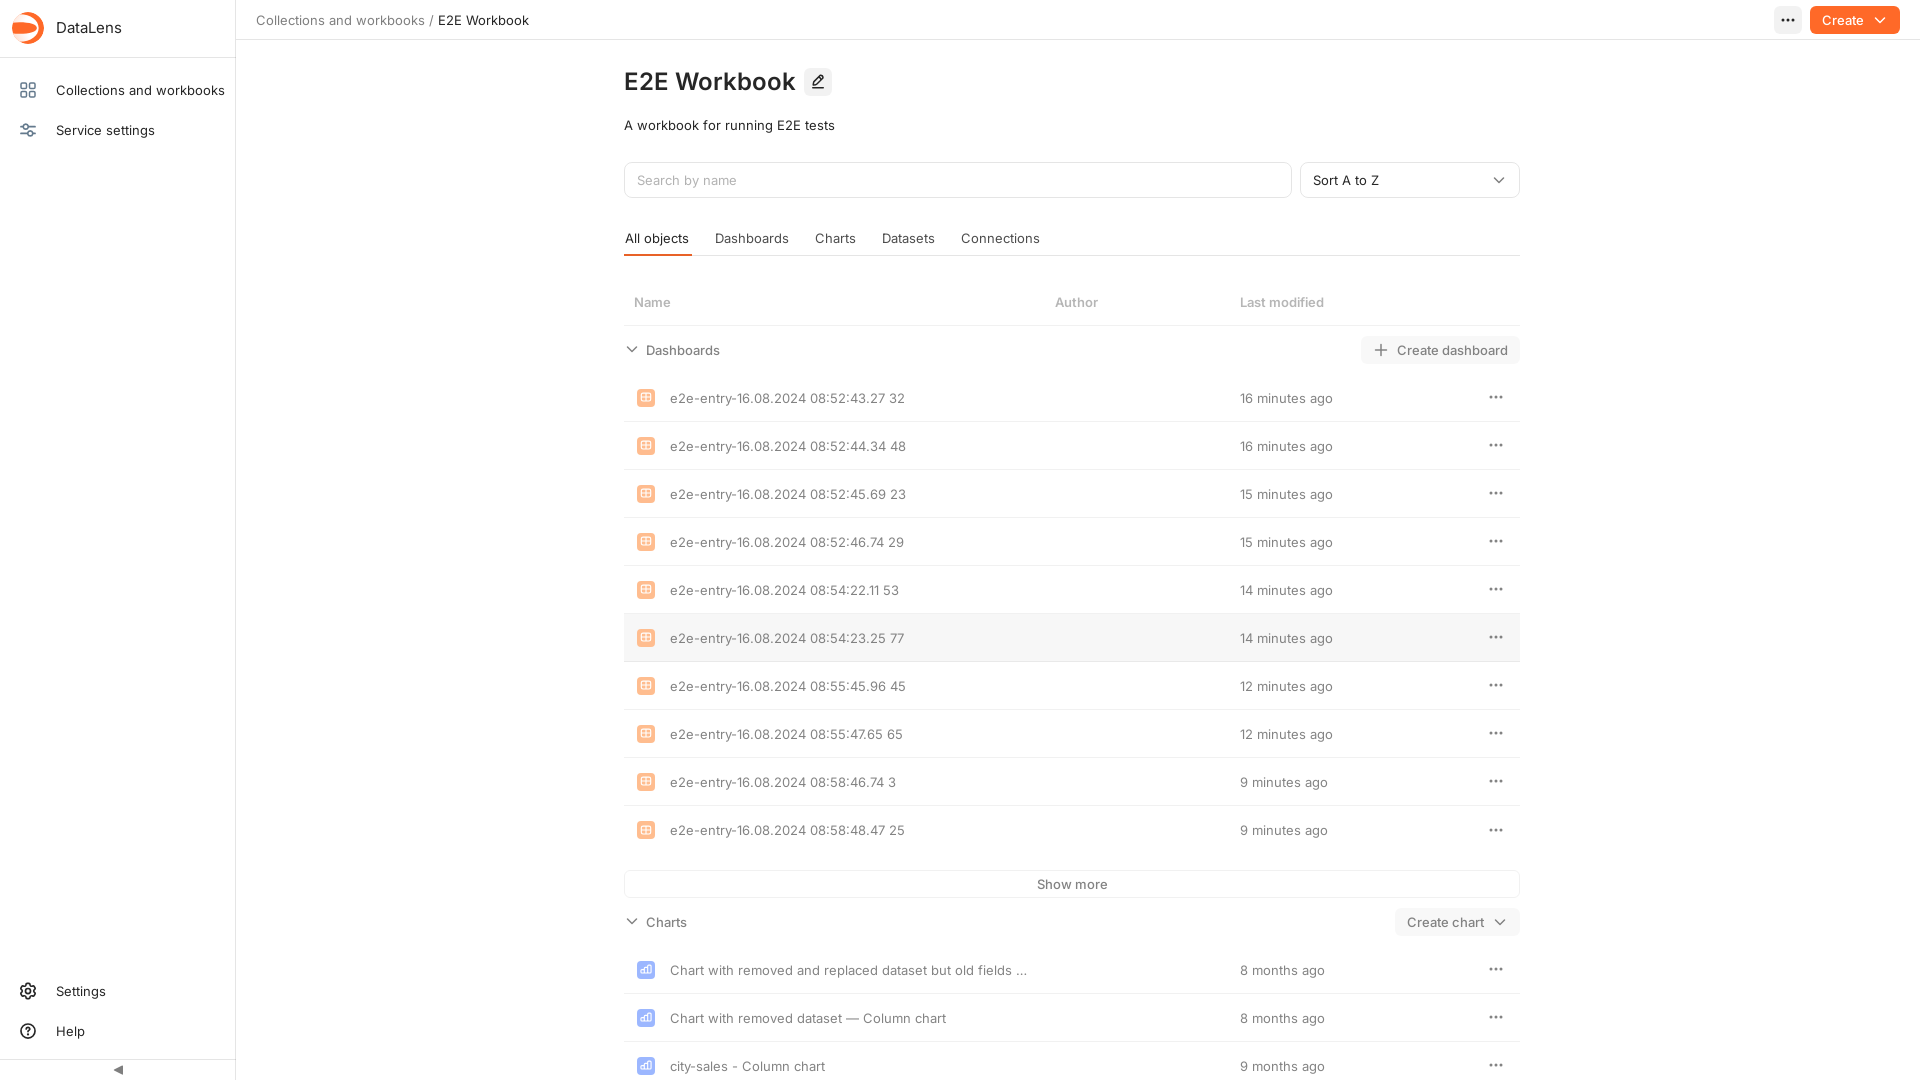 DataLens
Collections and workbooks / E2E Workbook
Create
Collections and workbooks
Service settings
E2E Workbook
A workbook for running E2E tests
Search by name
Sort A to Z
All objects Dashboards Charts Datasets Connections
Name Author Last modified
Dashboards Create dashboard
e2e-entry-16.08.2024 08:52:43.27 32 16 minutes ago
e2e-entry-16.08.2024 08:52:44.34 48 16 minutes ago
e2e-entry-16.08.2024 08:52:45.69 23 15 minutes ago
e2e-entry-16.08.2024 08:52:46.74 29 15 minutes ago
e2e-entry-16.08.2024 08:54:22.11 53 14 minutes ago
e2e-entry-16.08.2024 08:54:23.25 77 14 minutes ago
e2e-entry-16.08.2024 08:55:45.96 45 12 minutes ago
e2e-entry-16.08.2024 08:55:47.65 65 12 minutes ago
e2e-entry-16.08.2024 08:58:46.74 3 9 minutes ago
e2e-entry-16.08.2024 08:58:48.47 25 9 minutes ago
Show more
Charts Create chart
Chart with removed and replaced dataset but old fields ... 8 months ago
Chart with removed dataset — Column chart 8 months ago
city-sales - Column chart 9 months ago
Settings
Help